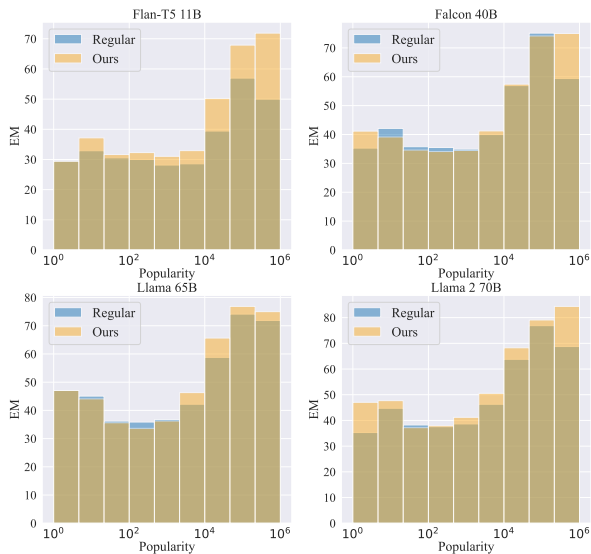 Flan-T5 11B
70
60
50
40
30
20
10
0
EM
Regular
Ours
10^0
10^2
10^4
10^6
Popularity
Falcon 40B
70
60
50
40
30
20
10
0
EM
Regular
Ours
10^0
10^2
10^4
10^6
Popularity
Llama 65B
80
70
60
50
40
30
20
10
0
EM
Regular
Ours
10^0
10^2
10^4
10^6
Popularity
Llama 2 70B
80
70
60
50
40
30
20
10
0
EM
Regular
Ours
10^0
10^2
10^4
10^6
Popularity